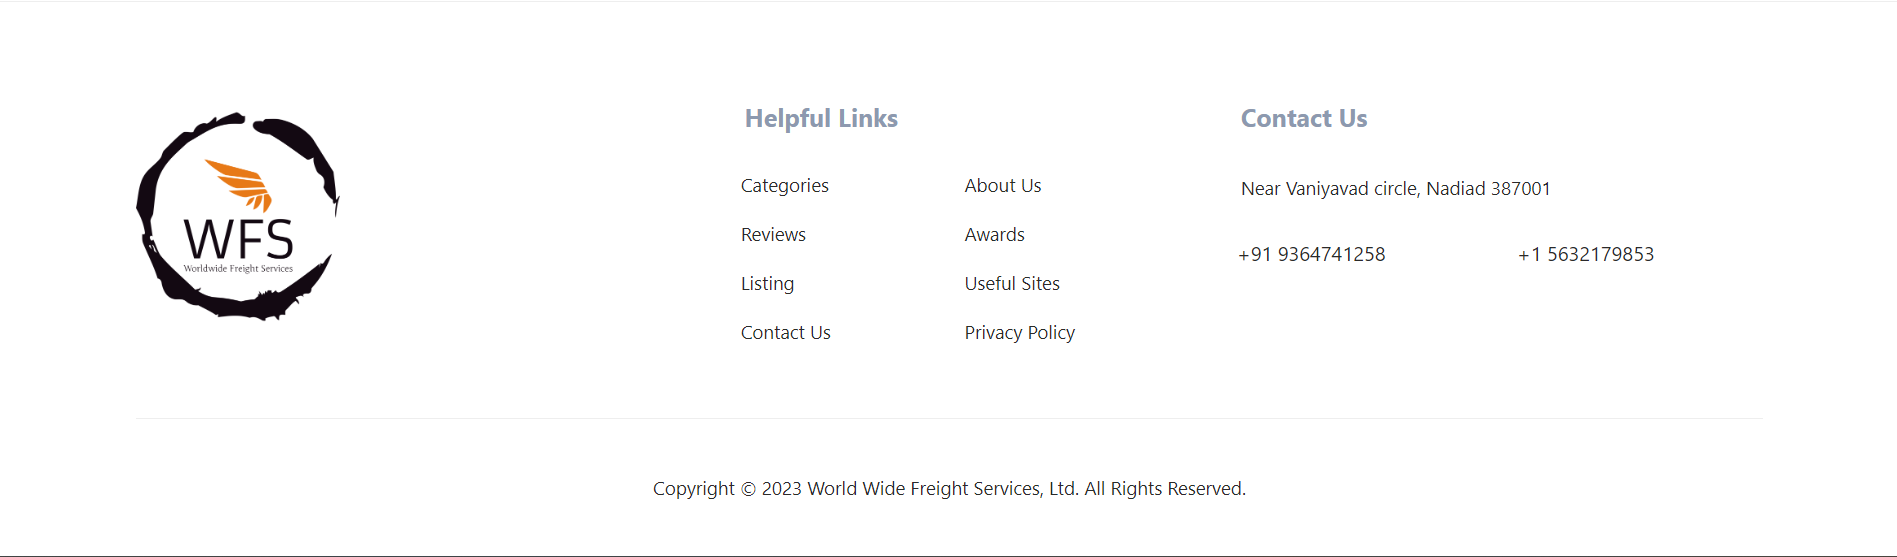 WFS
Worldwide Freight Services
Helpful Links
Categories
Reviews
Listing
Contact Us
About Us
Awards
Useful Sites
Privacy Policy
Contact Us
Near Vaniyavad circle, Nadiad 387001
+91 9364741258
+1 5632179853
Copyright © 2023 World Wide Freight Services, Ltd. All Rights Reserved.